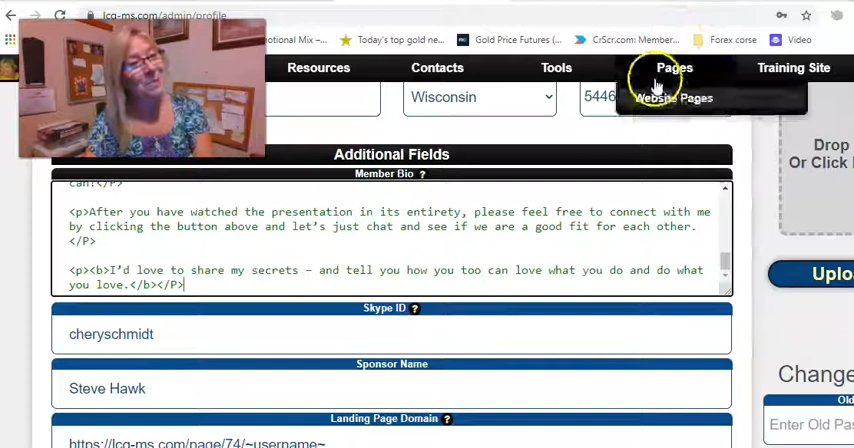 lcg-ms.com/admin/profile
otional Mix –...
Today's top gold ne...
Gold Price Futures (...
CrScr.com: Member...
Forex corse
Video
Resources
Contacts
Tools
Pages
Training Site
Website Pages
Wisconsin
5446
Drop
Or Click
Additional Fields
Member Bio ?
can!</P>
<p>After you have watched the presentation in its entirety, please feel free to connect with me
by clicking the button above and let's just chat and see if we are a good fit for each other.
</P>
<p><b>I'd love to share my secrets – and tell you how you too can love what you do and do what
you love.</b></P>
Uplo
Skype ID ?
cheryschmidt
Sponsor Name
Steve Hawk
Change
Old
Enter Old Pas
Landing Page Domain ?
https://lcg-ms.com/page/74/~username~